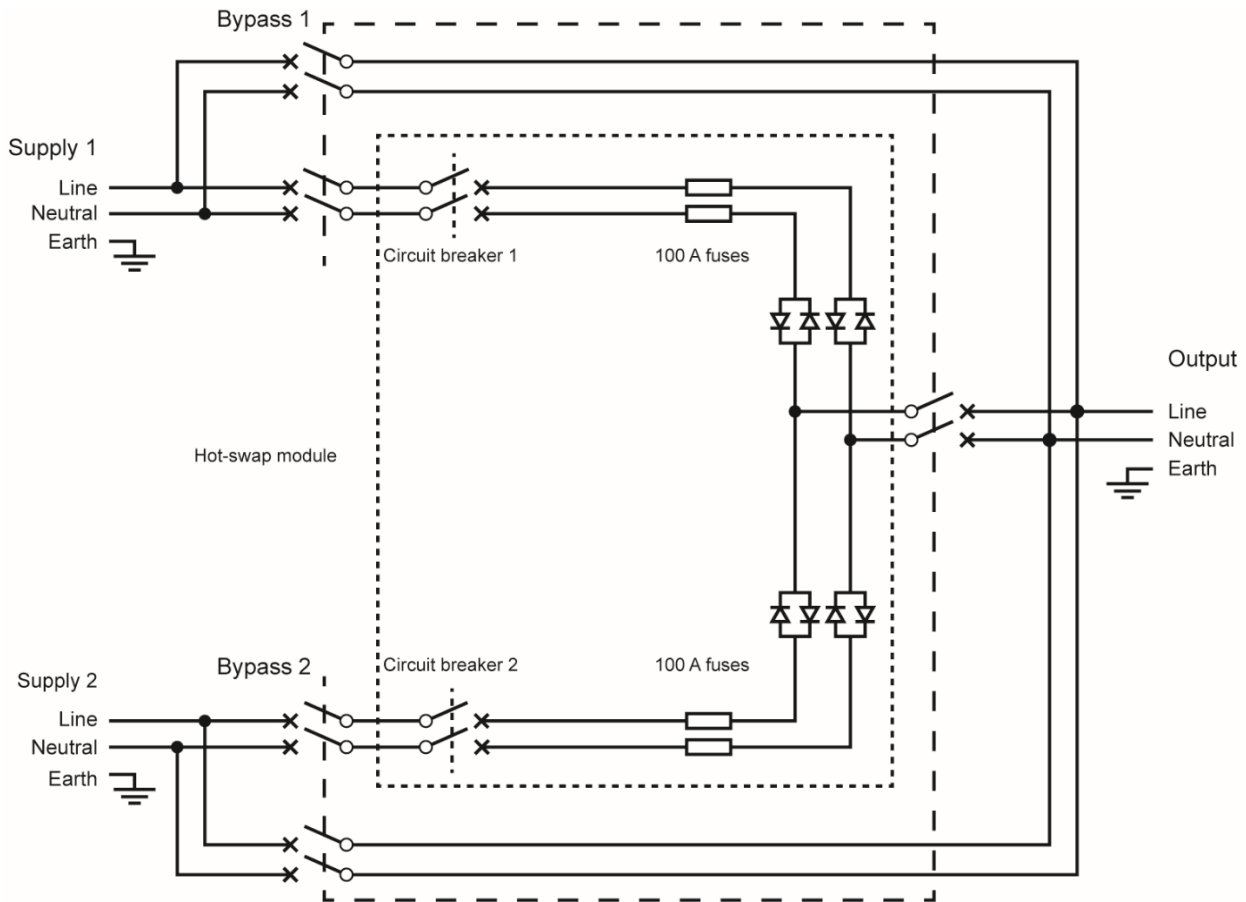 Bypass 1
Supply 1
Line
Neutral
Earth
Circuit breaker 1
100 A fuses
Output
Line
Neutral
Earth
Hot-swap module
Supply 2
Line
Neutral
Earth
Bypass 2
Circuit breaker 2
100 A fuses